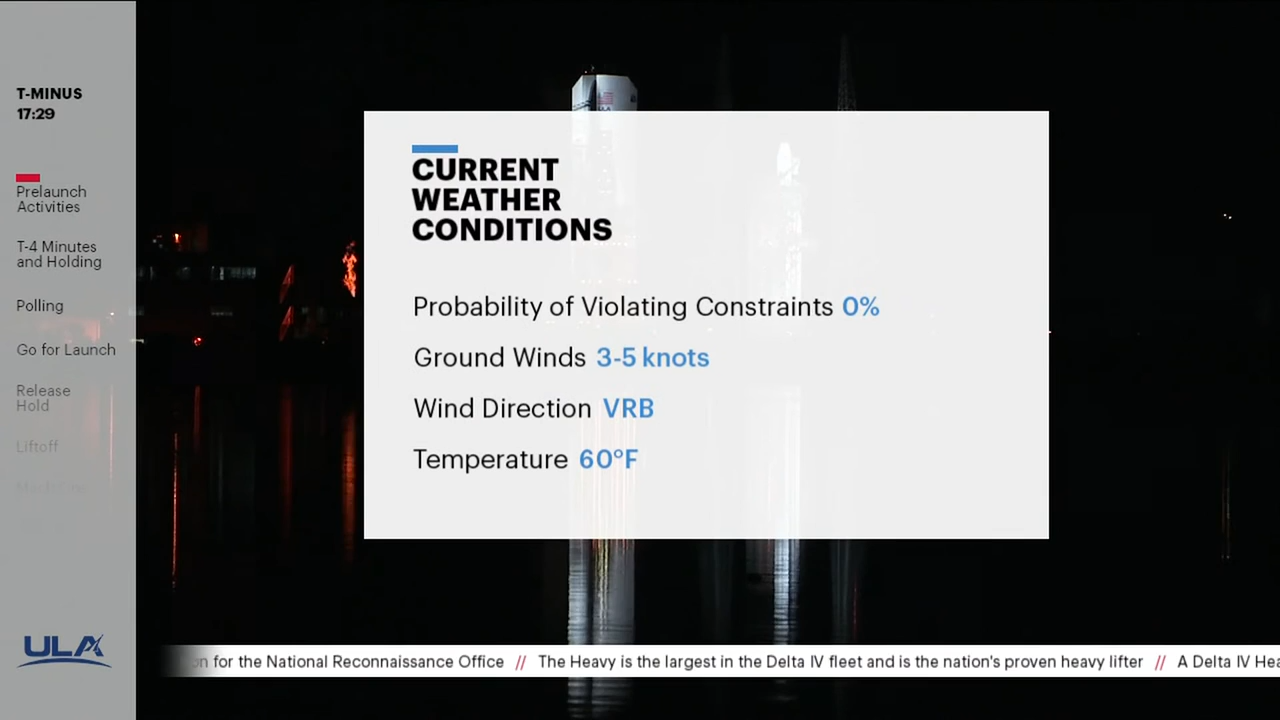 T-MINUS
17:29
Prelaunch
Activities
T-4 Minutes
and Holding
Polling
Go for Launch
Release
Hold
Liftoff
ULA
CURRENT
WEATHER
CONDITIONS
Probability of Violating Constraints 0%
Ground Winds 3-5 knots
Wind Direction VRB
Temperature 60°F
on for the National Reconnaissance Office // The Heavy is the largest in the Delta IV fleet and is the nation's proven heavy lifter // A Delta IV Hea